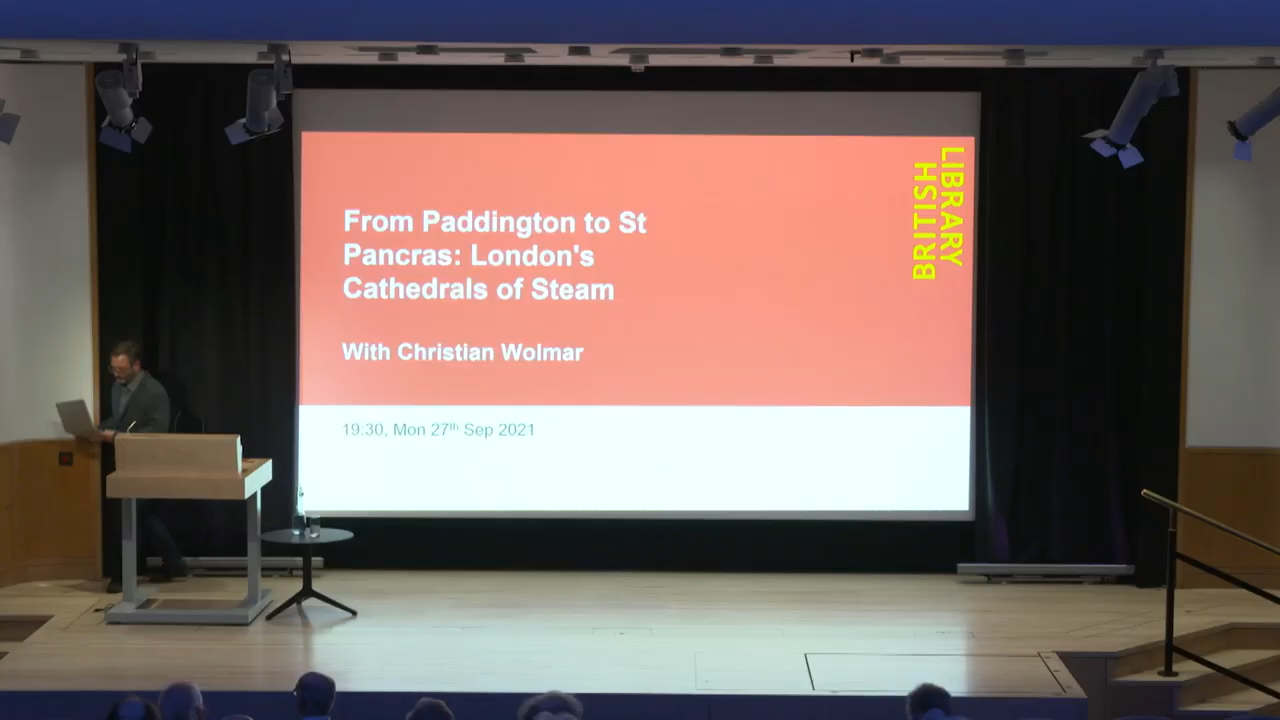 From Paddington to St
Pancras: London's
Cathedrals of Steam
With Christian Wolmar
19:30, Mon 27th Sep 2021
BRITISH
LIBRARY